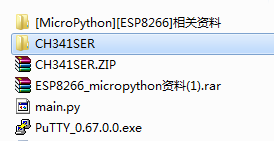 [MicroPython][ESP8266]相关资料
CH341SER
CH341SER.ZIP
ESP8266_micropython资料(1).rar
main.py
PuTTY_0.67.0.0.exe